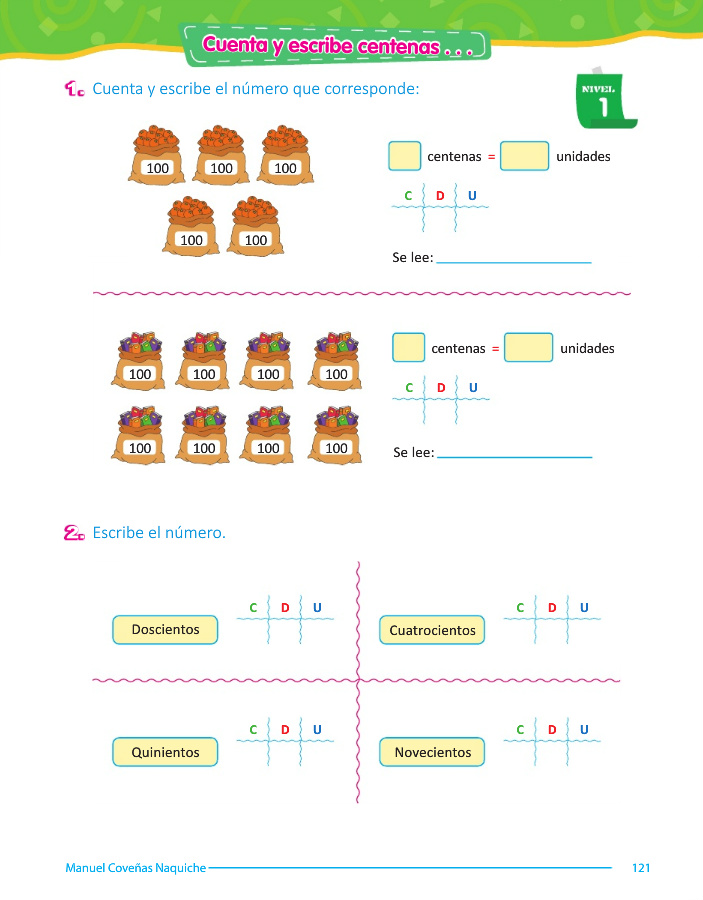 Cuenta y escribe centenas . . .
1. Cuenta y escribe el número que corresponde:
NIVEL
1
100 100 100
100 100
centenas = unidades
C D U
Se lee:
100 100 100 100
100 100 100 100
centenas = unidades
C D U
Se lee:
2. Escribe el número.
Doscientos
C D U
Cuatrocientos
C D U
Quinientos
C D U
Novecientos
C D U
Manuel Coveñas Naquiche
121